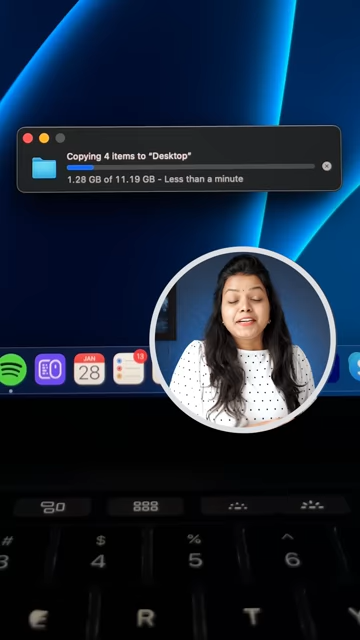 Copying 4 items to “Desktop”
1.28 GB of 11.19 GB - Less than a minute
13
JAN
28
# $ % ^
3 4 5 6
E R T